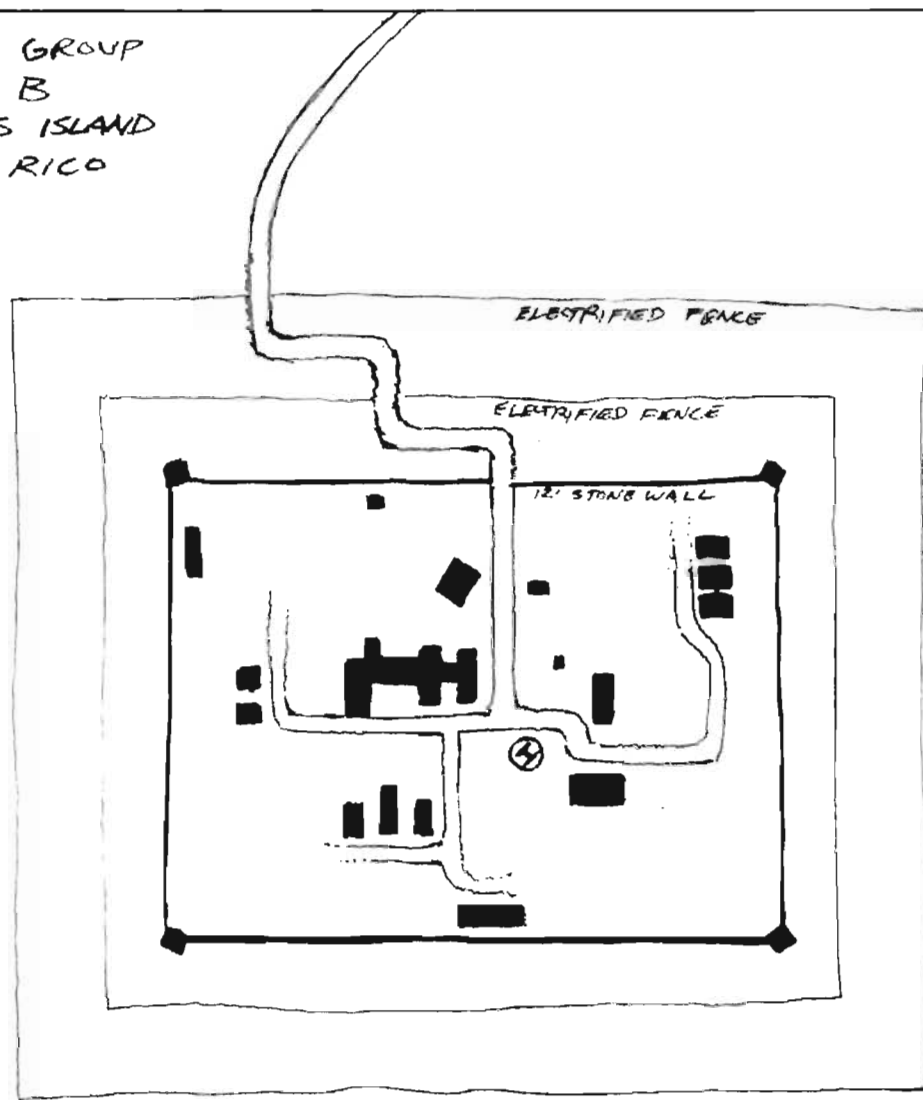 GROUP
B
S ISLAND
RICO
ELECTRIFIED FENCE
ELECTRIFIED FENCE
12' STONE WALL
H